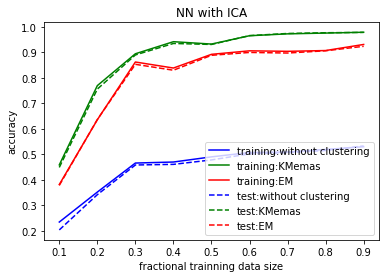 NN with ICA
1.0
0.9
0.8
0.7
0.6
0.5
0.4
0.3
0.2
accuracy
training:without clustering
training:KMemas
training:EM
test:without clustering
test:KMemas
test:EM
0.1 0.2 0.3 0.4 0.5 0.6 0.7 0.8 0.9
fractional trainning data size